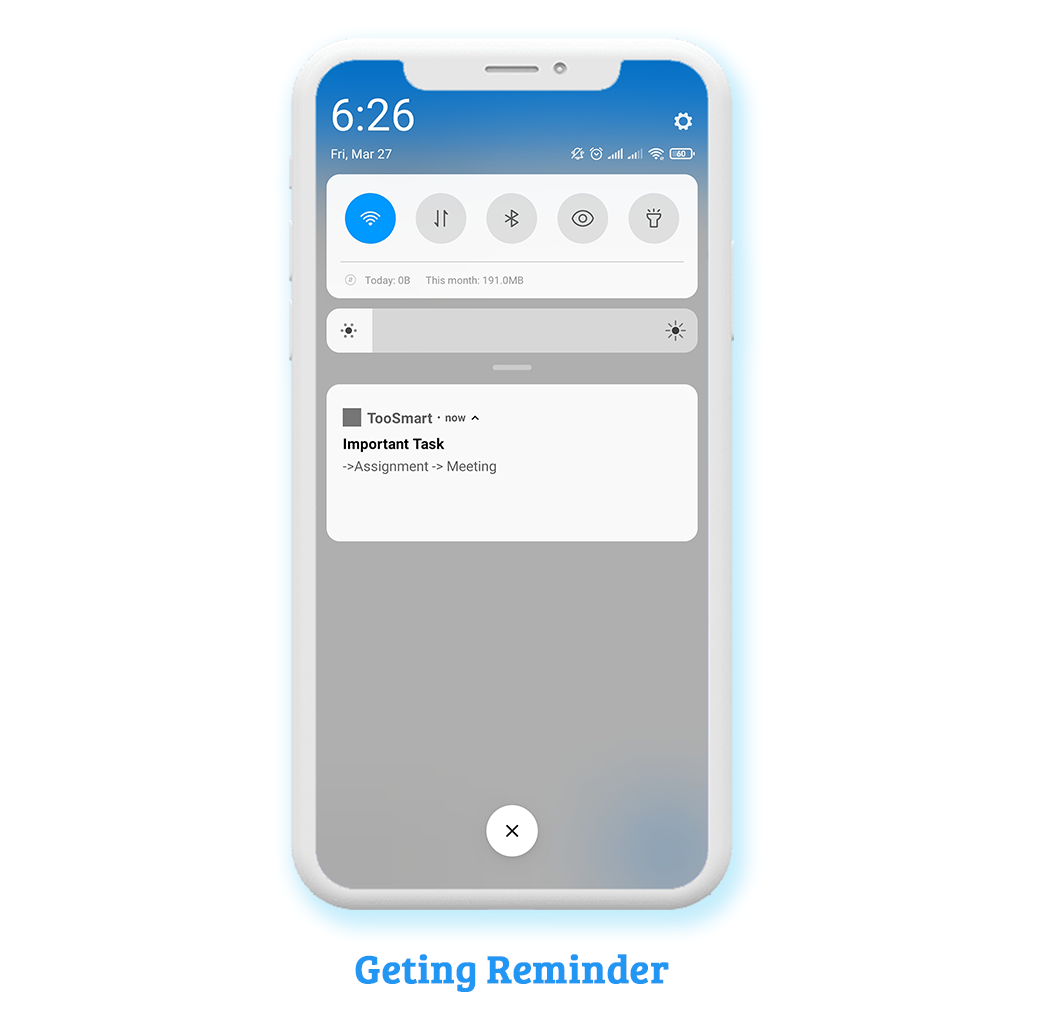 6:26
Fri, Mar 27
60
Today: 0B This month: 191.0MB
TooSmart · now
Important Task
->Assignment -> Meeting
Geting Reminder